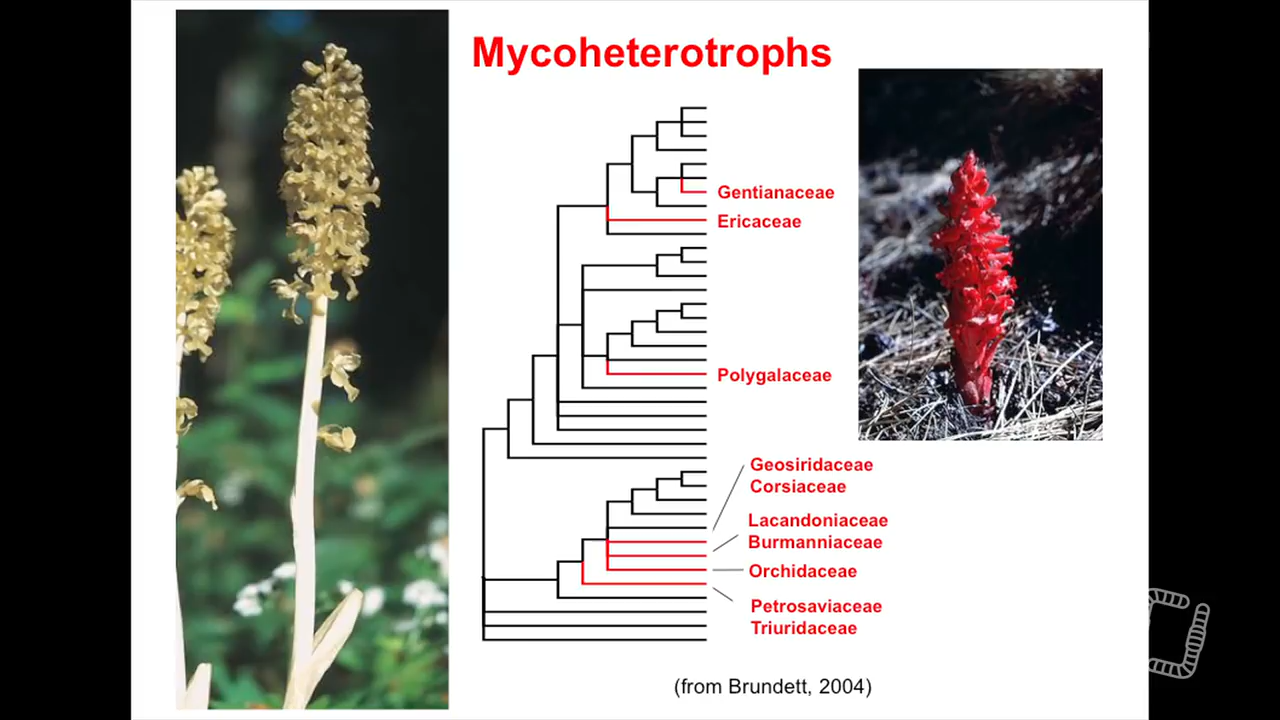 Mycoheterotrophs
Gentianaceae
Ericaceae
Polygalaceae
Geosiridaceae
Corsiaceae
Lacandoniaceae
Burmanniaceae
Orchidaceae
Petrosaviaceae
Triuridaceae
(from Brundett, 2004)